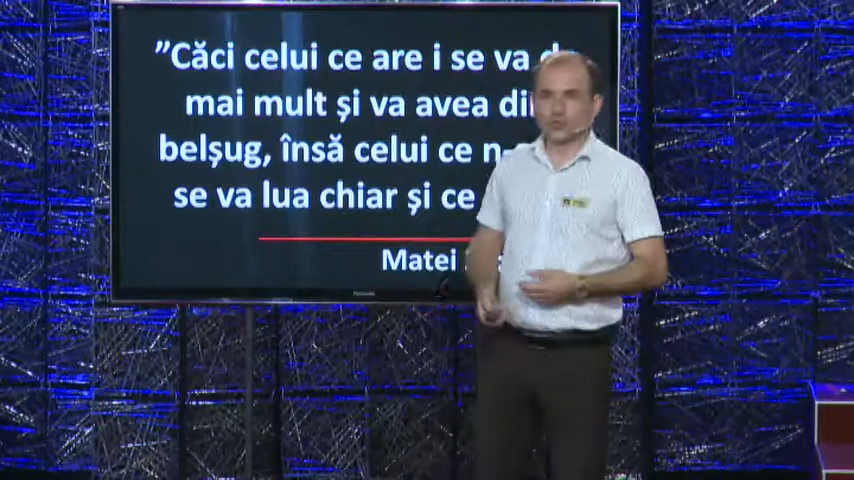 ”Căci celui ce are i se va
mai mult și va avea
belșug, însă celui ce
se va lua chiar și ce
Matei